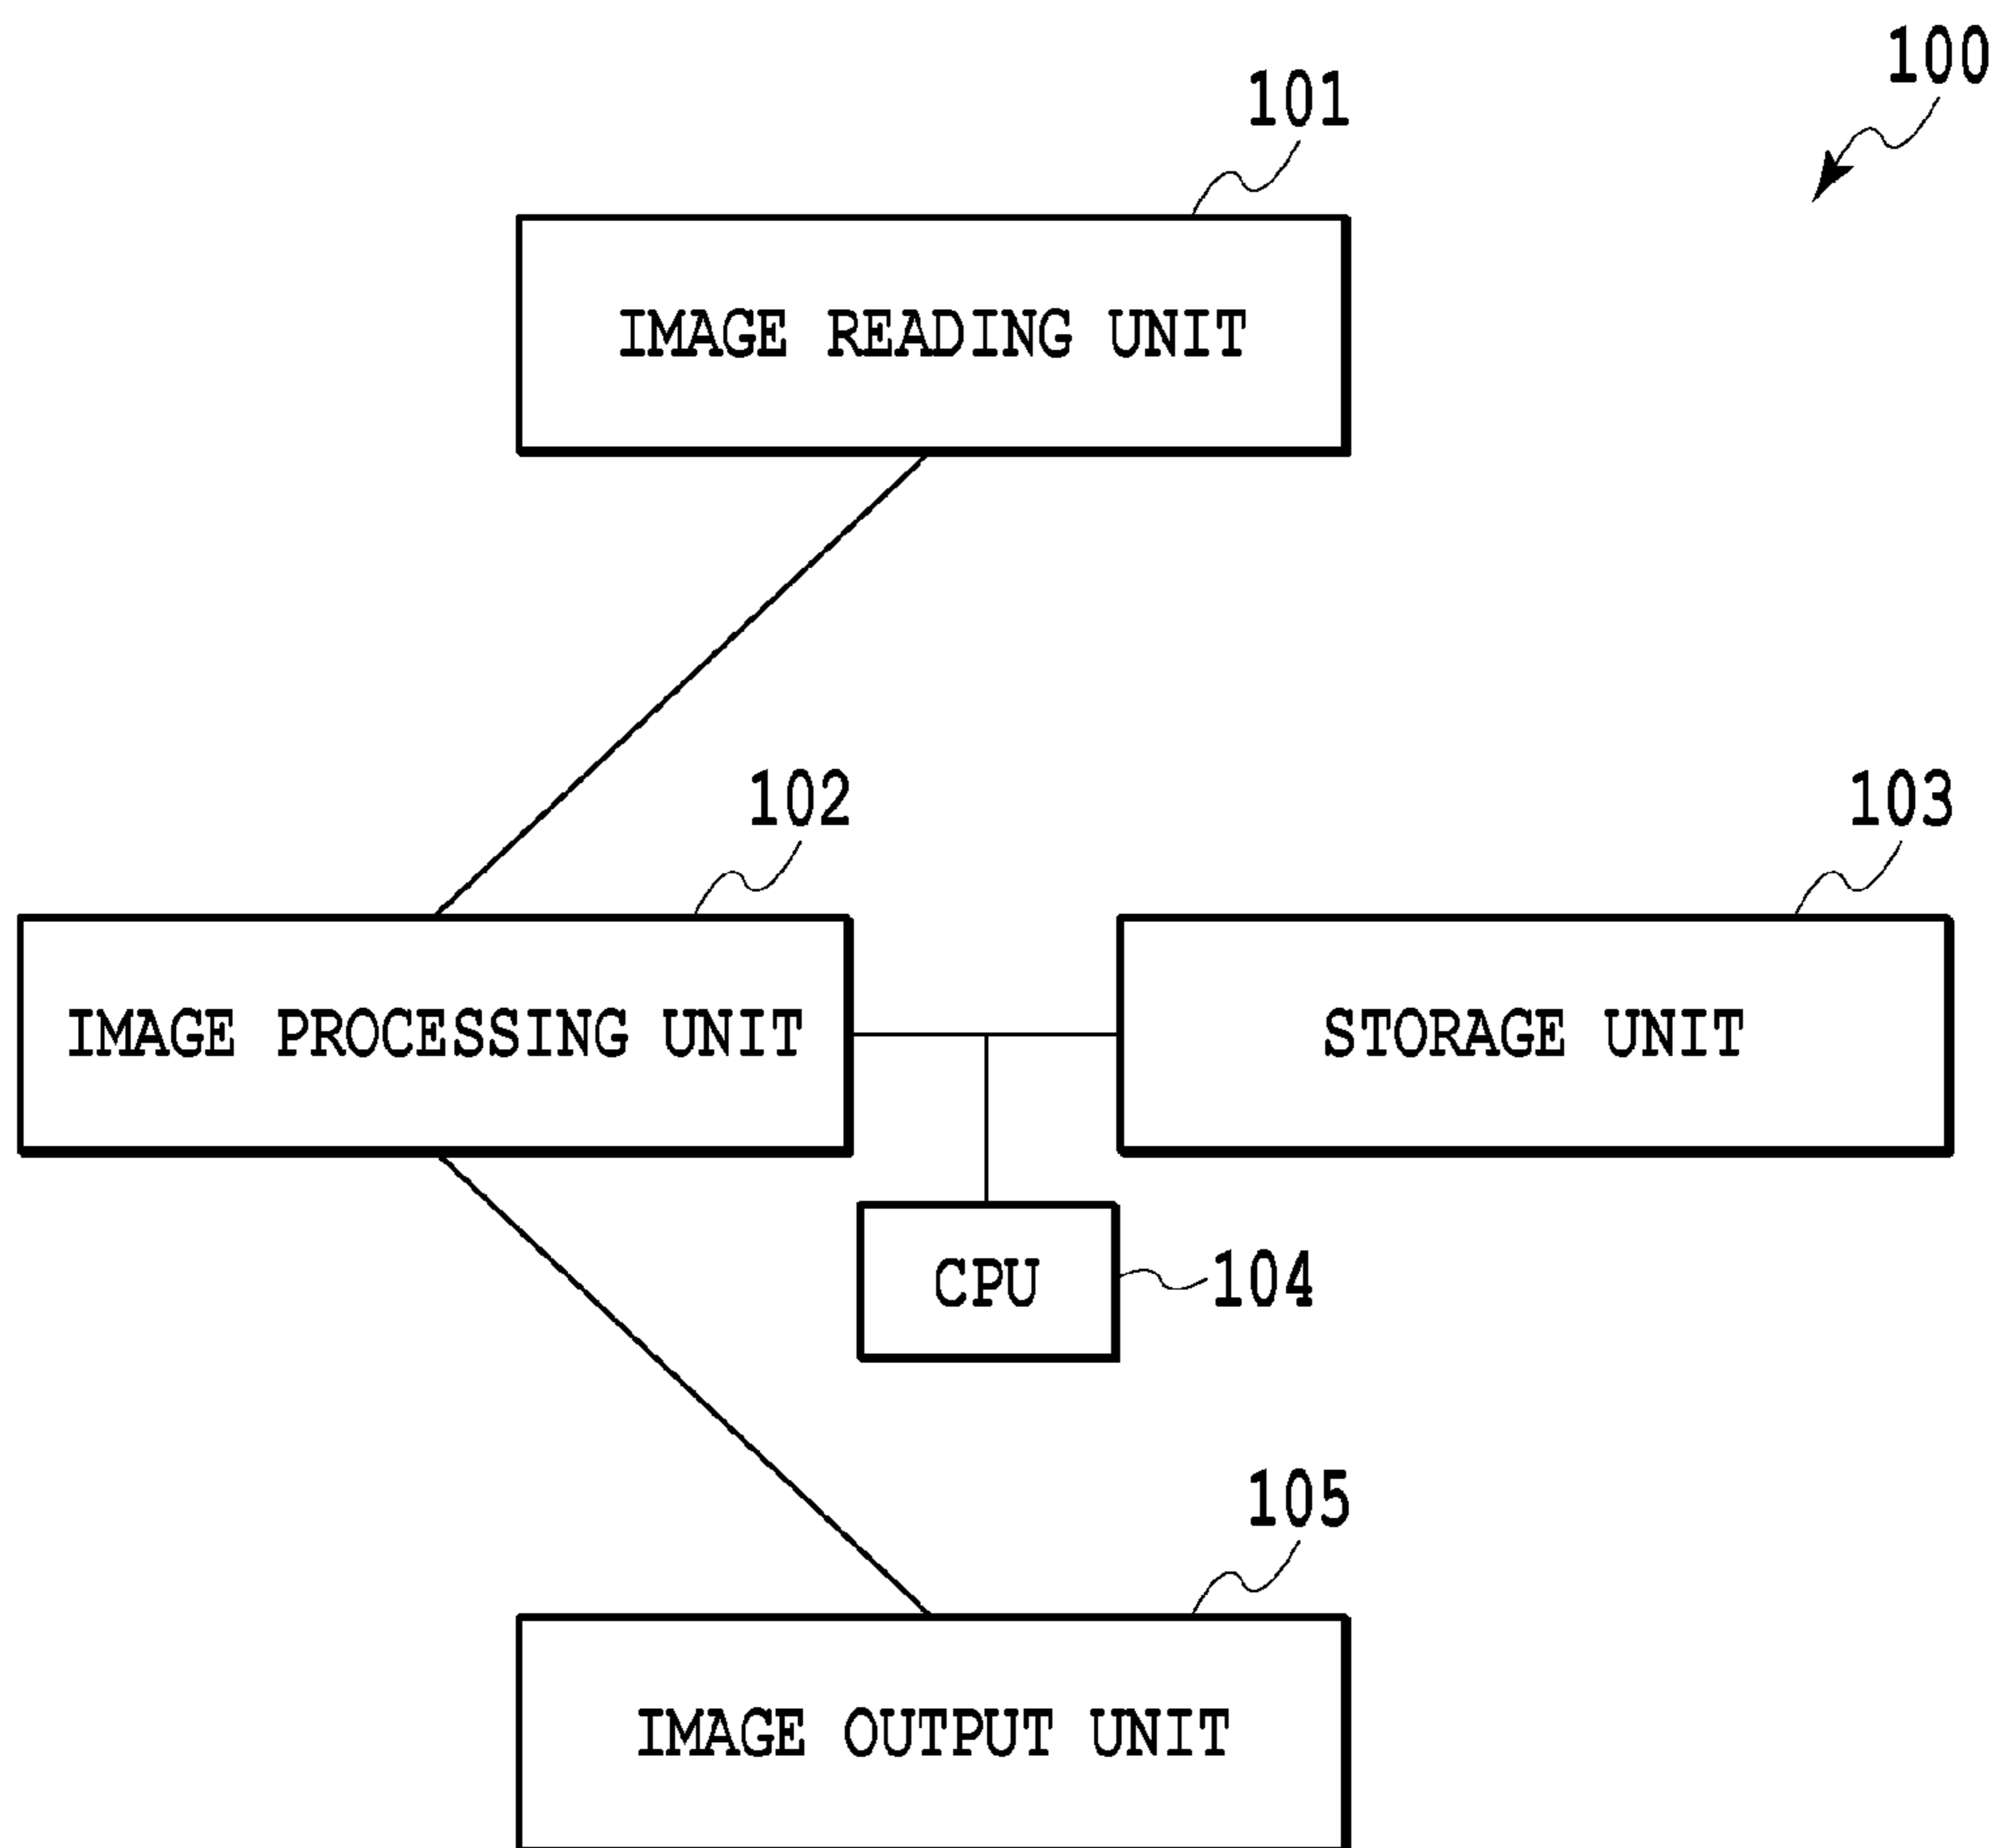 100
101
IMAGE READING UNIT
102
103
IMAGE PROCESSING UNIT
STORAGE UNIT
CPU
104
105
IMAGE OUTPUT UNIT